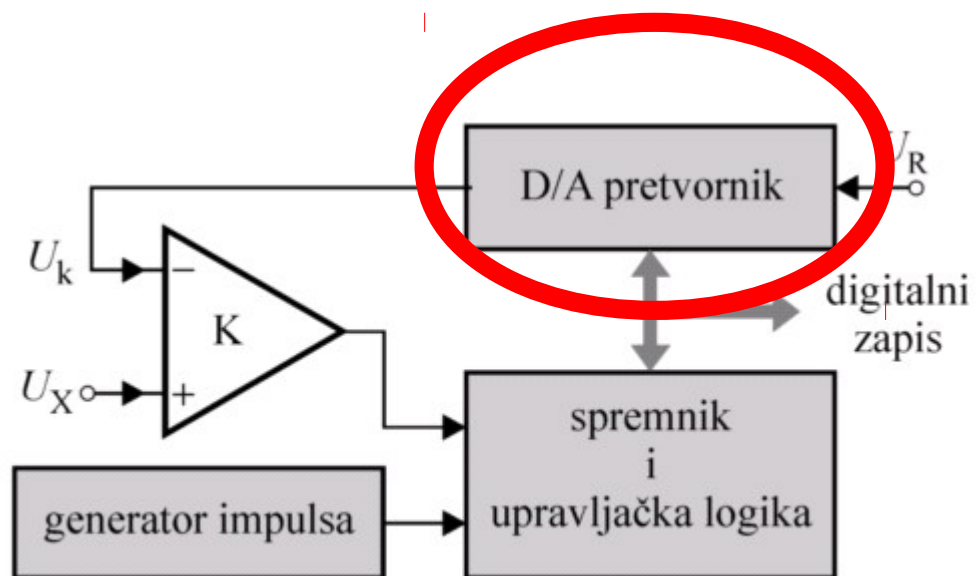 D/A pretvornik
U_R
U_k
−
K
U_X
+
digitalni
zapis
spremnik
i
upravljačka logika
generator impulsa